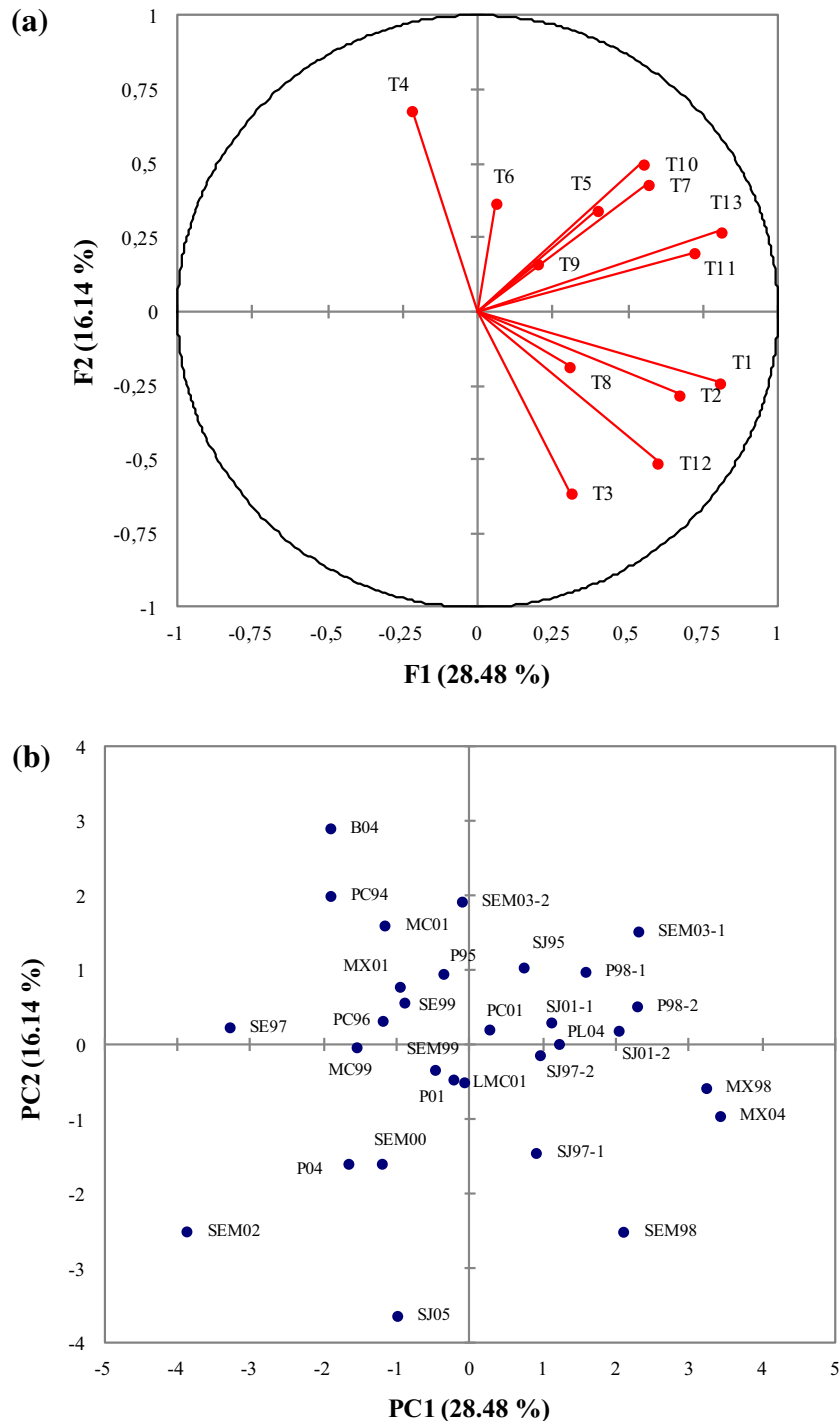 (a)
1
0,75
0,5
0,25
0
-0,25
-0,5
-0,75
-1
F2 (16.14 %)
T4
T6
T5
T10
T7
T13
T9
T11
T8
T1
T2
T12
T3
-1
-0,75
-0,5
-0,25
0
0,25
0,5
0,75
1
F1 (28.48 %)
(b)
4
3
2
1
0
-1
-2
-3
-4
PC2 (16.14 %)
B04
PC94
SEM03-2
MC01
SEM03-1
P95
SJ95
MX01
P98-1
SE99
PC01
SJ01-1
P98-2
PC96
SE97
PL04
SEM99
SJ01-2
MC99
SJ97-2
P01
LMC01
MX98
MX04
SEM00
SJ97-1
P04
SEM02
SEM98
SJ05
-5
-4
-3
-2
-1
0
1
2
3
4
5
PC1 (28.48 %)